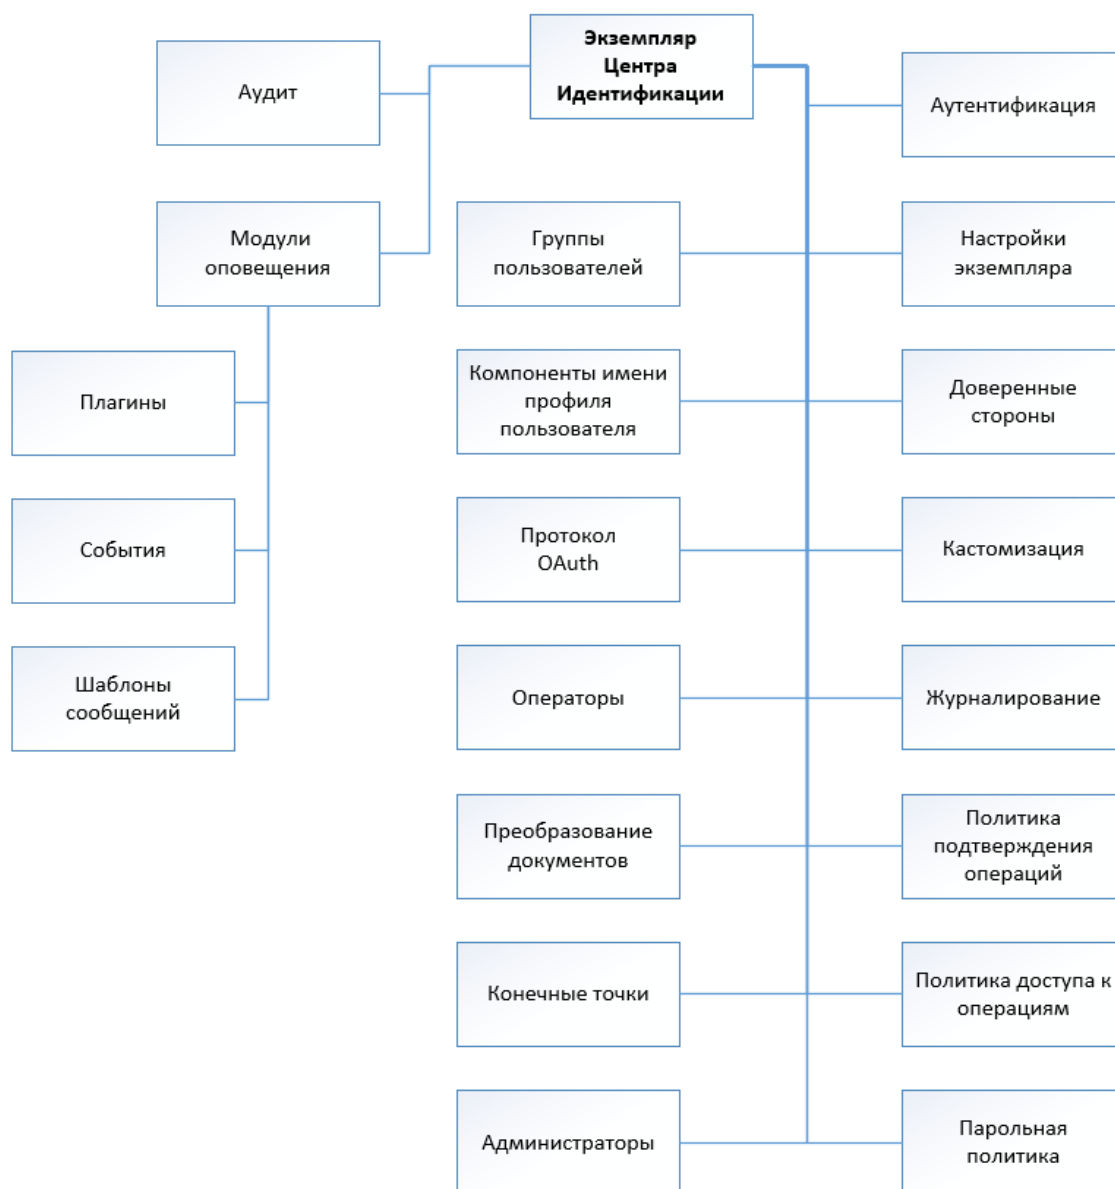 Экземпляр
Центра
Идентификации
Аудит
Аутентификация
Модули
оповещения
Группы
пользователей
Настройки
экземпляра
Плагины
Компоненты имени
профиля
пользователя
Доверенные
стороны
События
Протокол
OAuth
Кастомизация
Шаблоны
сообщений
Операторы
Журналирование
Преобразование
документов
Политика
подтверждения
операций
Конечные точки
Политика доступа к
операциям
Администраторы
Парольная
политика